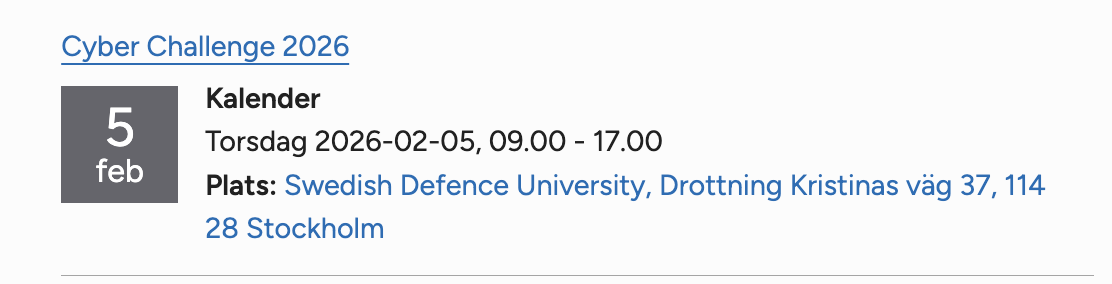 Cyber Challenge 2026
5
feb
Kalender
Torsdag 2026-02-05, 09.00 - 17.00
Plats: Swedish Defence University, Drottning Kristinas väg 37, 114
28 Stockholm